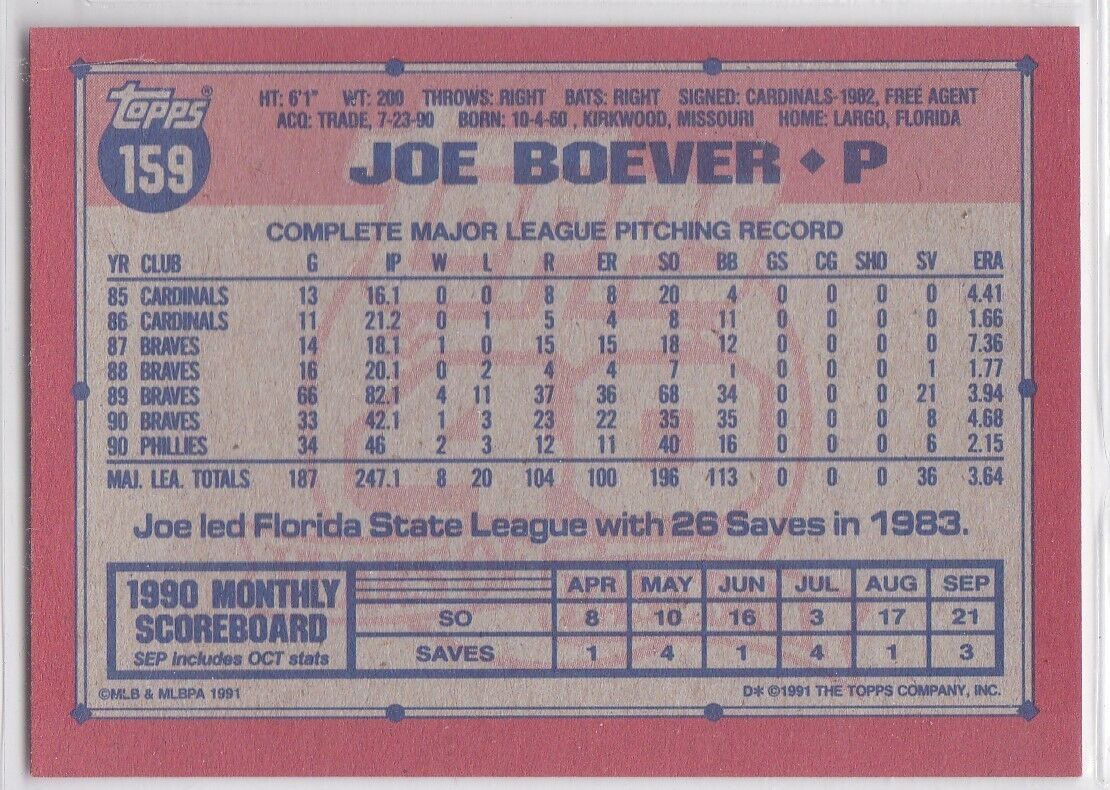 Topps®
159
HT: 6'1" WT: 200 THROWS: RIGHT BATS: RIGHT SIGNED: CARDINALS-1982, FREE AGENT
ACQ: TRADE, 7-23-90 BORN: 10-4-60 , KIRKWOOD, MISSOURI HOME: LARGO, FLORIDA
JOE BOEVER ◆ P
COMPLETE MAJOR LEAGUE PITCHING RECORD
YR CLUB G IP W L R ER SO BB GS CG SHO SV ERA
85 CARDINALS 13 16.1 0 0 8 8 20 4 0 0 0 0 4.41
86 CARDINALS 11 21.2 0 1 5 4 8 11 0 0 0 0 1.66
87 BRAVES 14 18.1 1 0 15 15 18 12 0 0 0 0 7.36
88 BRAVES 16 20.1 0 2 4 4 7 1 0 0 0 1 1.77
89 BRAVES 66 82.1 4 11 37 36 68 34 0 0 0 21 3.94
90 BRAVES 33 42.1 1 3 23 22 35 35 0 0 0 8 4.68
90 PHILLIES 34 46 2 3 12 11 40 16 0 0 0 6 2.15
MAJ. LEA. TOTALS 187 247.1 8 20 104 100 196 113 0 0 0 36 3.64
Joe led Florida State League with 26 Saves in 1983.
1990 MONTHLY
SCOREBOARD
SEP includes OCT stats
APR MAY JUN JUL AUG SEP
SO 8 10 16 3 17 21
SAVES 1 4 1 4 1 3
©MLB & MLBPA 1991
D* ©1991 THE TOPPS COMPANY, INC.